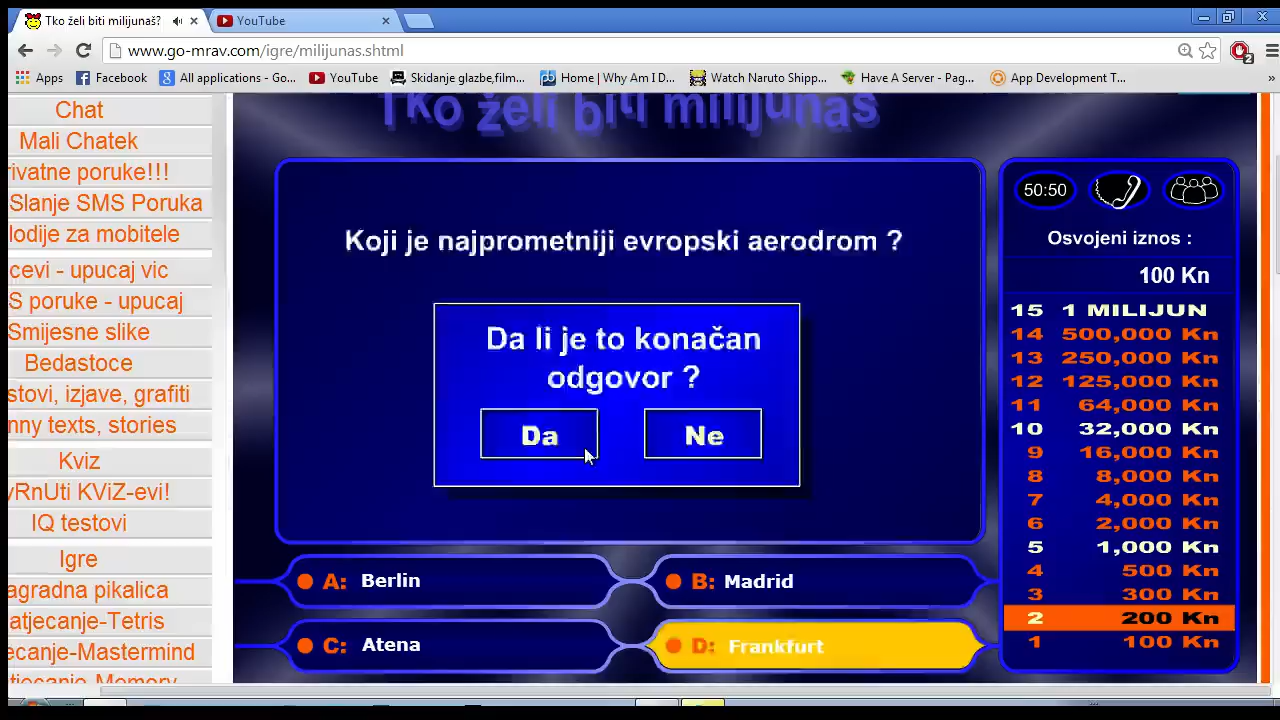 Tko želi biti milijunaš?
YouTube
www.go-mrav.com/igre/milijunas.shtml
2
Apps
Facebook
All applications - Go...
YouTube
Skidanje glazbe,film...
Home | Why Am I D...
Watch Naruto Shipp...
Have A Server - Pag...
App Development T...
»
Chat
Mali Chatek
rivatne poruke!!!
Slanje SMS Poruka
lodije za mobitele
cevi - upucaj vic
S poruke - upucaj
Smijesne slike
Bedastoce
stovi, izjave, grafiti
nny texts, stories
Kviz
yRnUti KViZ-evi!
IQ testovi
Igre
agradna pikalica
atjecanje-Tetris
jecanje-Mastermind
tjecanje-Memory
Tko želi biti milijunaš
Koji je najprometniji evropski aerodrom ?
Da li je to konačan
odgovor ?
Da
Ne
A: Berlin
B: Madrid
C: Atena
D: Frankfurt
50:50
Osvojeni iznos :
100 Kn
15 1 MILIJUN
14 500,000 Kn
13 250,000 Kn
12 125,000 Kn
11 64,000 Kn
10 32,000 Kn
9 16,000 Kn
8 8,000 Kn
7 4,000 Kn
6 2,000 Kn
5 1,000 Kn
4 500 Kn
3 300 Kn
2 200 Kn
1 100 Kn